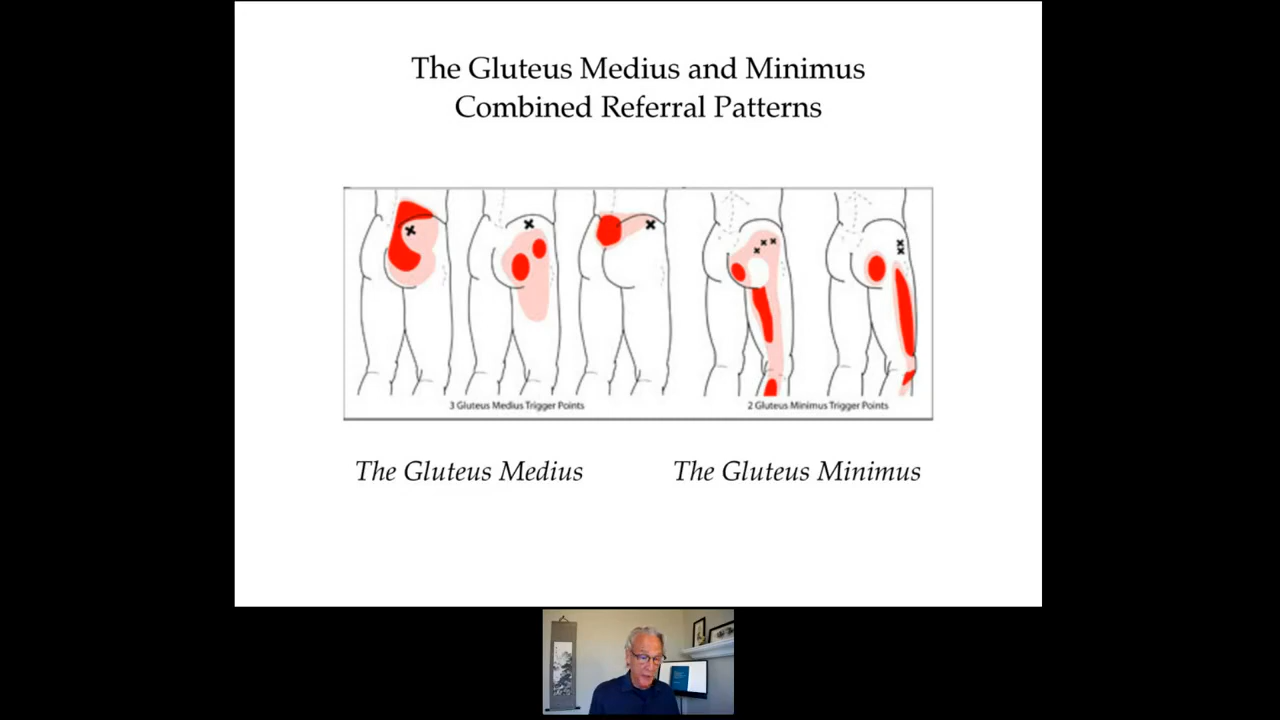 The Gluteus Medius and Minimus
Combined Referral Patterns
3 Gluteus Medius Trigger Points
2 Gluteus Minimus Trigger Points
The Gluteus Medius
The Gluteus Minimus